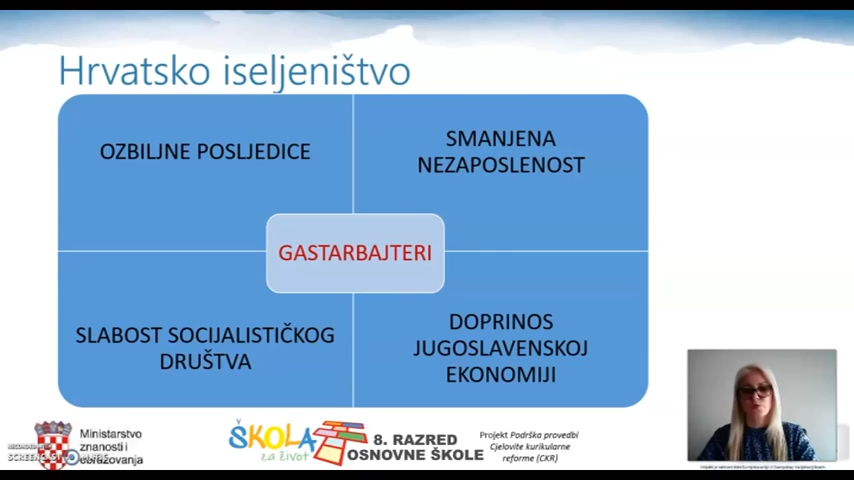 Hrvatsko iseljeništvo
OZBILJNE POSLJEDICE
SMANJENA
NEZAPOSLENOST
GASTARBAJTERI
SLABOST SOCIJALISTIČKOG
DRUŠTVA
DOPRINOS
JUGOSLAVENSKOJ
EKONOMIJI
Ministarstvo
znanosti i
obrazovanja
ŠKOLA
za život
8. RAZRED
OSNOVNE ŠKOLE
Projekt Podrška provedbi
Cjelovite kurikularne
reforme (CKR)